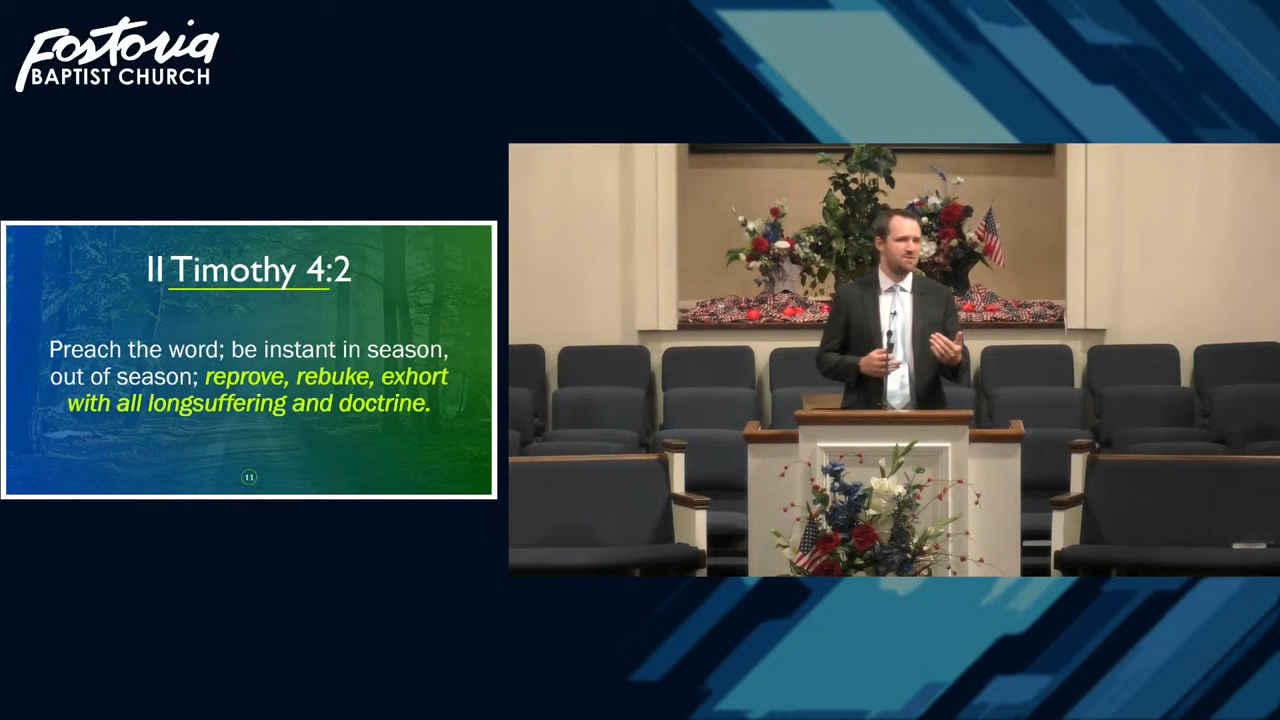 Fostoria
BAPTIST CHURCH
II Timothy 4:2
Preach the word; be instant in season,
out of season; reprove, rebuke, exhort
with all longsuffering and doctrine.
11